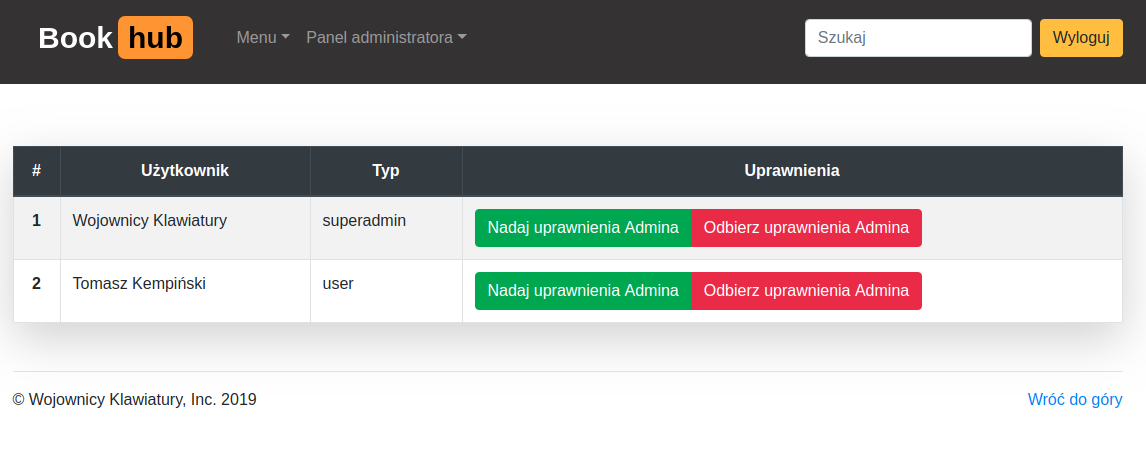 Book hub Menu Panel administratora Szukaj Wyloguj
# Użytkownik Typ Uprawnienia
1 Wojownicy Klawiatury superadmin Nadaj uprawnienia Admina Odbierz uprawnienia Admina
2 Tomasz Kempiński user Nadaj uprawnienia Admina Odbierz uprawnienia Admina
© Wojownicy Klawiatury, Inc. 2019 Wróć do góry